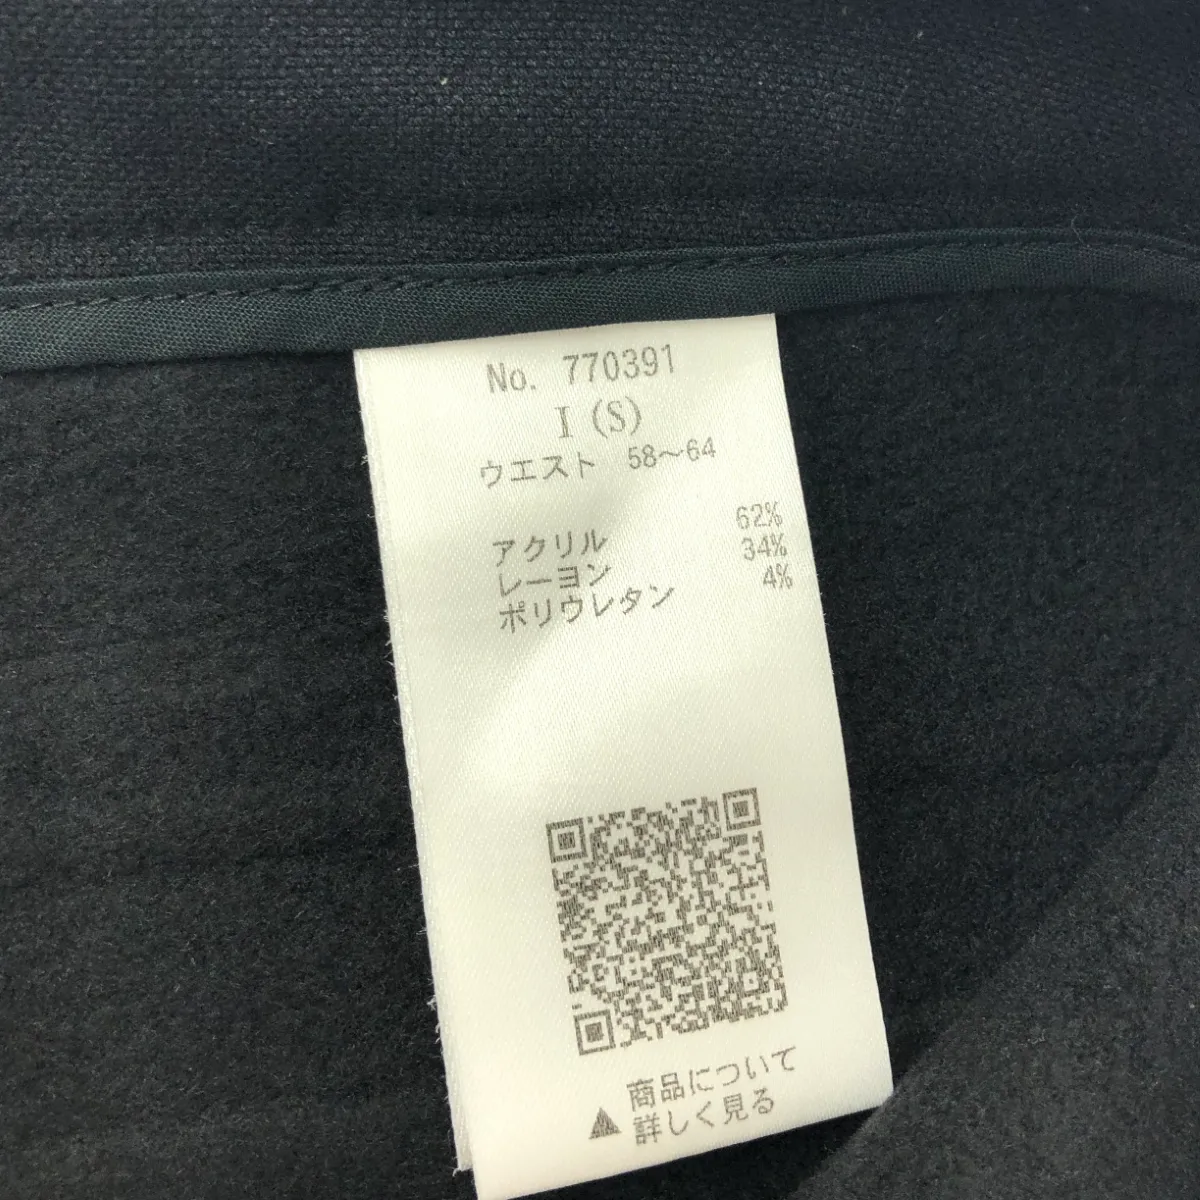 No. 770391
I (S)
ウエスト 58〜64
アクリル 62%
レーヨン 34%
ポリウレタン 4%
商品について
▲詳しく見る